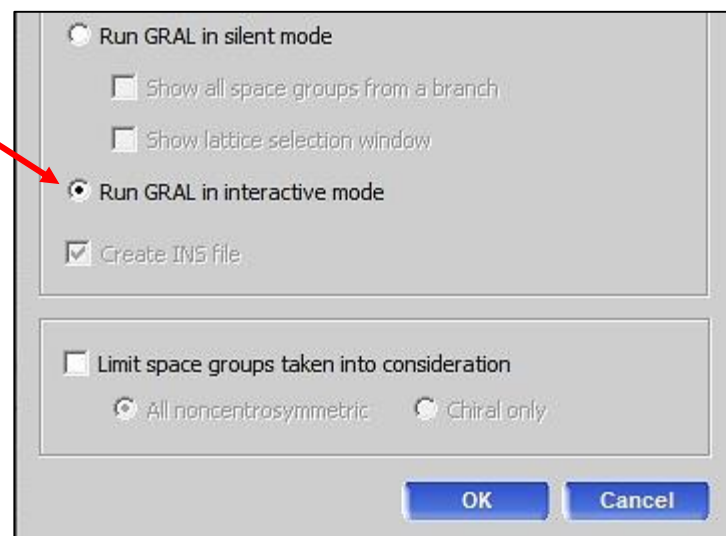 Run GRAL in silent mode
Show all space groups from a branch
Show lattice selection window
Run GRAL in interactive mode
Create INS file
Limit space groups taken into consideration
All noncentrosymmetric Chiral only
OK Cancel